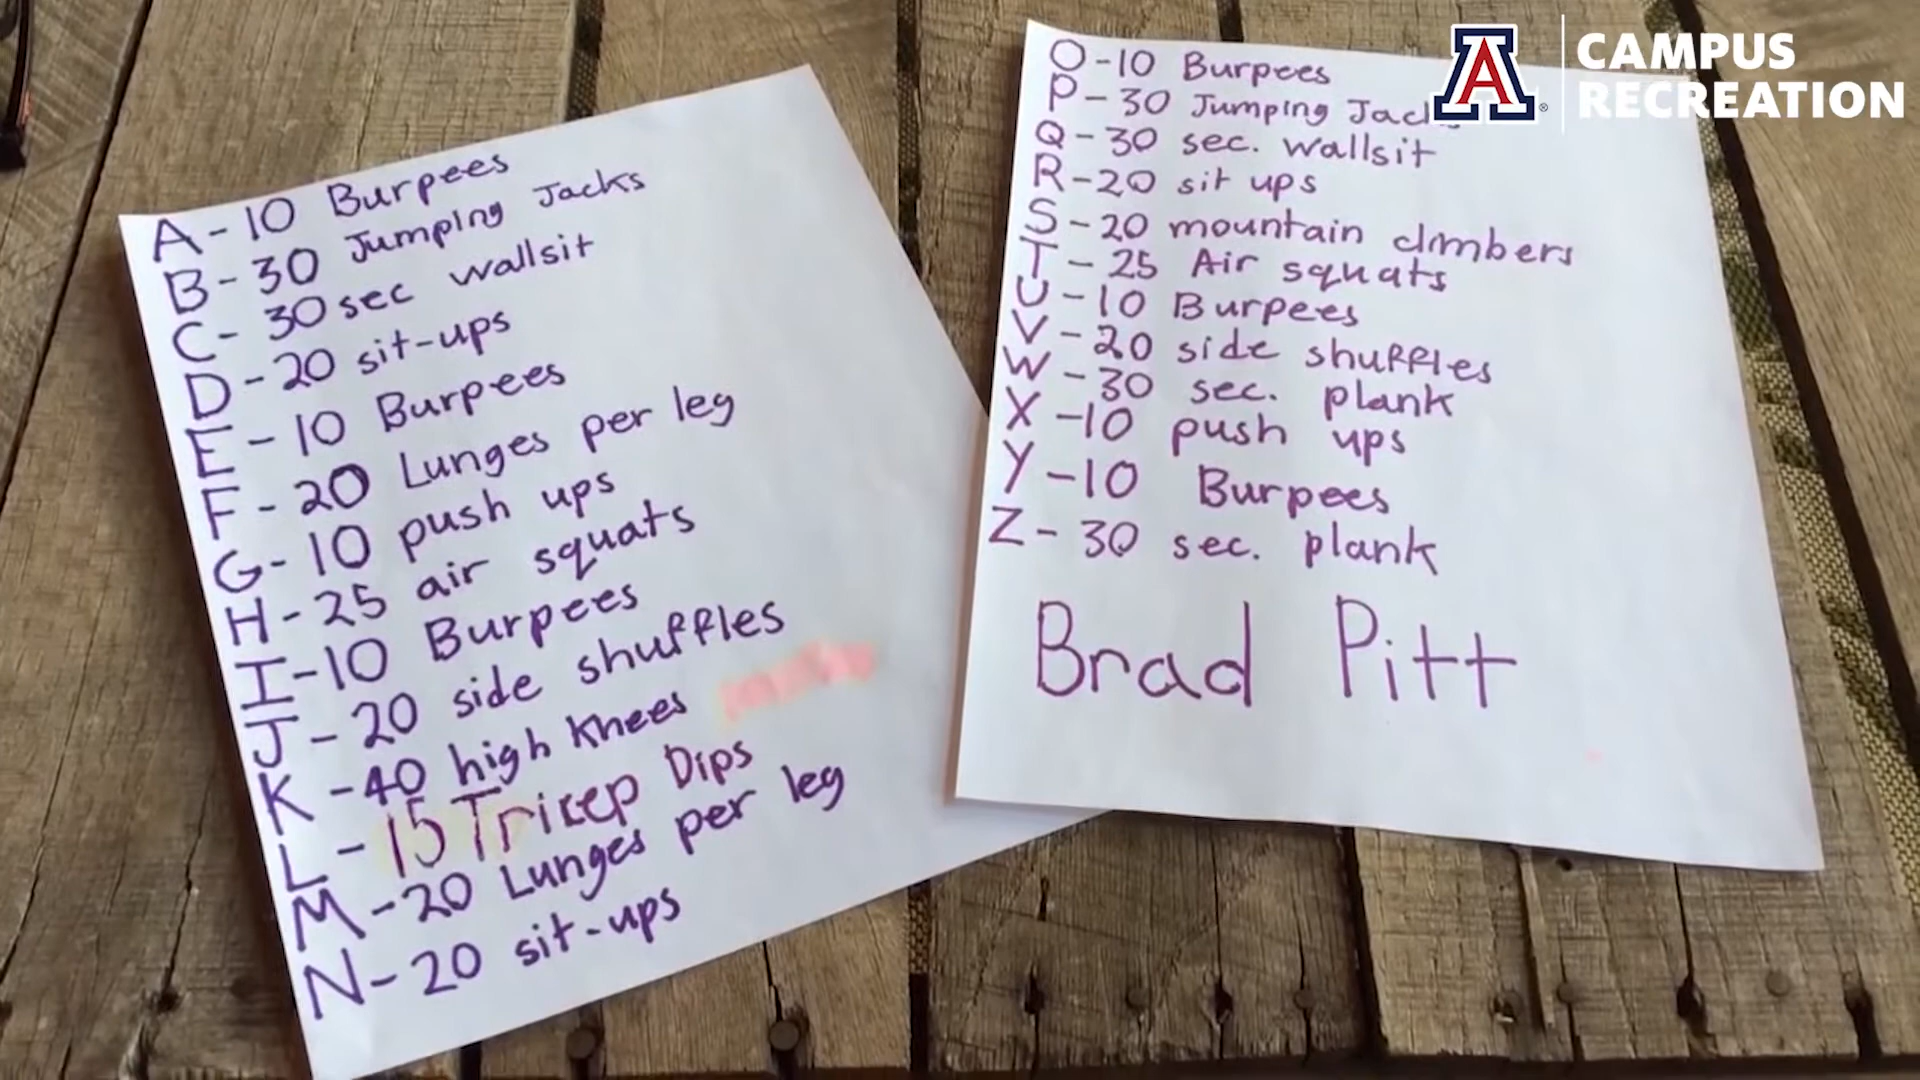 A-10 Burpees
B-30 Jumping Jacks
C-30 sec wallsit
D-20 sit-ups
E-10 Burpees
F-20 Lunges per leg
G-10 push ups
H-25 air squats
I-10 Burpees
J-20 side shuffles
K-40 high knees
L-15 Tricep Dips
M-20 Lunges per leg
N-20 sit-ups
O-10 Burpees
P-30 Jumping Jacks
Q-30 sec. wallsit
R-20 sit ups
S-20 mountain climbers
T-25 Air squats
U-10 Burpees
V-20 side shuffles
W-30 sec. plank
X-10 push ups
Y-10 Burpees
Z-30 sec. plank
Brad Pitt
A
CAMPUS
RECREATION